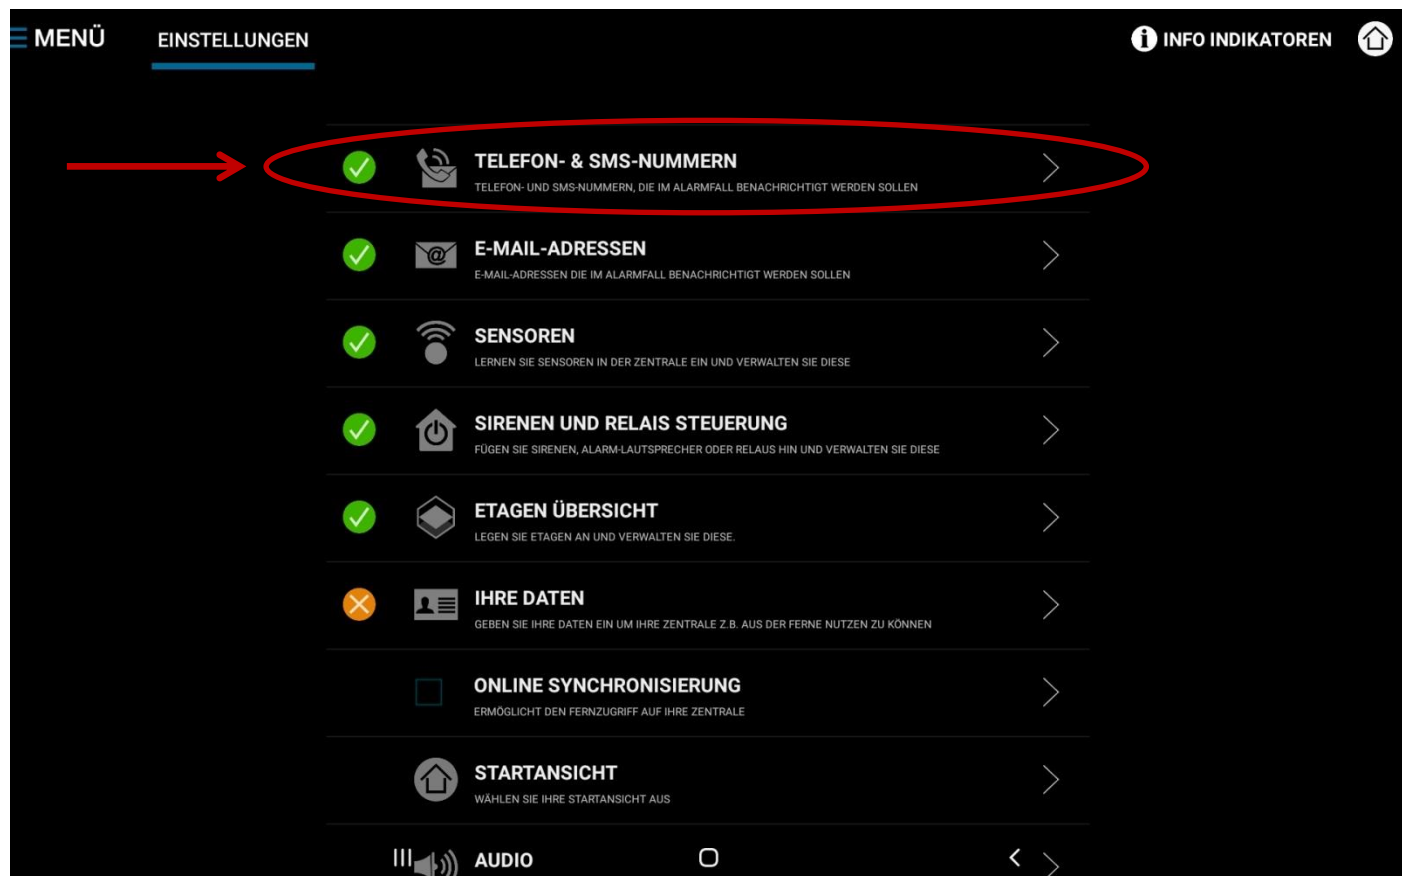 MENÜ
EINSTELLUNGEN
INFO INDIKATOREN
TELEFON- & SMS-NUMMERN
TELEFON- UND SMS-NUMMERN, DIE IM ALARMFALL BENACHRICHTIGT WERDEN SOLLEN
E-MAIL-ADRESSEN
E-MAIL-ADRESSEN DIE IM ALARMFALL BENACHRICHTIGT WERDEN SOLLEN
SENSOREN
LERNEN SIE SENSOREN IN DER ZENTRALE EIN UND VERWALTEN SIE DIESE
SIRENEN UND RELAIS STEUERUNG
FÜGEN SIE SIRENEN, ALARM-LAUTSPRECHER ODER RELAUS HIN UND VERWALTEN SIE DIESE
ETAGEN ÜBERSICHT
LEGEN SIE ETAGEN AN UND VERWALTEN SIE DIESE.
IHRE DATEN
GEBEN SIE IHRE DATEN EIN UM IHRE ZENTRALE Z.B. AUS DER FERNE NUTZEN ZU KÖNNEN
ONLINE SYNCHRONISIERUNG
ERMÖGLICHT DEN FERNZUGRIFF AUF IHRE ZENTRALE
STARTANSICHT
WÄHLEN SIE IHRE STARTANSICHT AUS
AUDIO